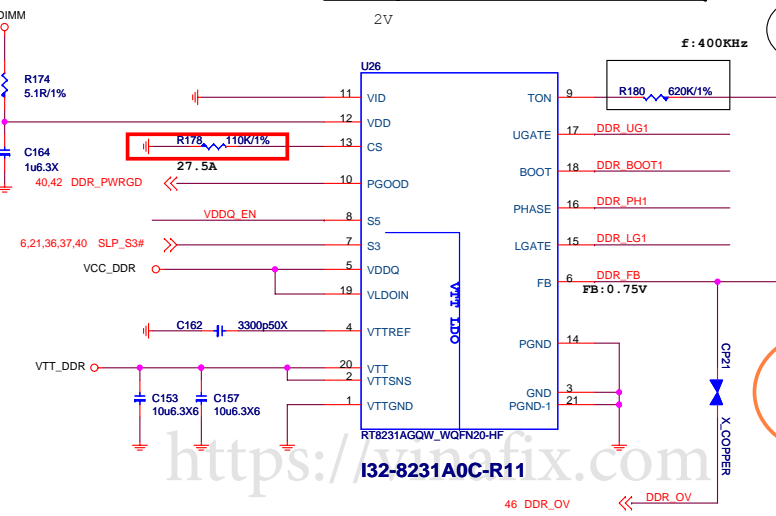 DIMM
2V
f:400KHz
U26
R174
5.1R/1%
11 VID
TON 9
R180 620K/1%
12 VDD
UGATE 17 DDR_UG1
R178 110K/1%
13 CS
27.5A
C164
1u6.3X
BOOT 18 DDR_BOOT1
40,42 DDR_PWRGD
10 PGOOD
PHASE 16 DDR_PH1
VDDQ_EN
8 S5
6,21,36,37,40 SLP_S3#
7 S3
LGATE 15 DDR_LG1
VCC_DDR
5 VDDQ
FB 6 DDR_FB
FB:0.75V
19 VLDOIN
VTT LDO
C162 3300p50X
4 VTTREF
PGND 14
CP21
X_COPPER
VTT_DDR
20 VTT
2 VTTSNS
C153
10u6.3X6
C157
10u6.3X6
GND 3
1 VTTGND
PGND-1 21
RT8231AGQW_WQFN20-HF
https://vinafix.com
I32-8231A0C-R11
46 DDR_OV
DDR_OV